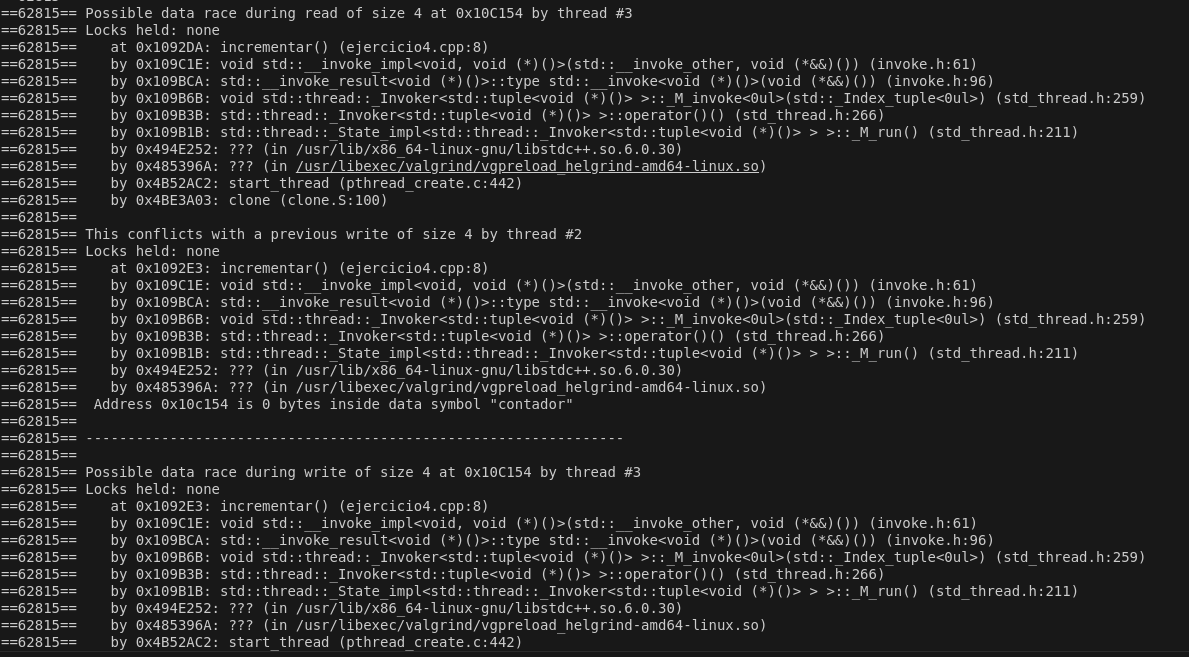 ==62815== Possible data race during read of size 4 at 0x10C154 by thread #3
==62815== Locks held: none
==62815==    at 0x1092DA: incrementar() (ejercicio4.cpp:8)
==62815==    by 0x109C1E: void std::__invoke_impl<void, void (*)()>(std::__invoke_other, void (*&&)()) (invoke.h:61)
==62815==    by 0x109BCA: std::__invoke_result<void (*)()>::type std::__invoke<void (*)()>(void (*&&)()) (invoke.h:96)
==62815==    by 0x109B6B: void std::thread::_Invoker<std::tuple<void (*)()> >::_M_invoke<0ul>(std::_Index_tuple<0ul>) (std_thread.h:259)
==62815==    by 0x109B3B: std::thread::_Invoker<std::tuple<void (*)()> >::operator()() (std_thread.h:266)
==62815==    by 0x109B1B: std::thread::_State_impl<std::thread::_Invoker<std::tuple<void (*)()> > >::_M_run() (std_thread.h:211)
==62815==    by 0x494E252: ??? (in /usr/lib/x86_64-linux-gnu/libstdc++.so.6.0.30)
==62815==    by 0x485396A: ??? (in /usr/libexec/valgrind/vgpreload_helgrind-amd64-linux.so)
==62815==    by 0x4B52AC2: start_thread (pthread_create.c:442)
==62815==    by 0x4BE3A03: clone (clone.S:100)
==62815==
==62815== This conflicts with a previous write of size 4 by thread #2
==62815== Locks held: none
==62815==    at 0x1092E3: incrementar() (ejercicio4.cpp:8)
==62815==    by 0x109C1E: void std::__invoke_impl<void, void (*)()>(std::__invoke_other, void (*&&)()) (invoke.h:61)
==62815==    by 0x109BCA: std::__invoke_result<void (*)()>::type std::__invoke<void (*)()>(void (*&&)()) (invoke.h:96)
==62815==    by 0x109B6B: void std::thread::_Invoker<std::tuple<void (*)()> >::_M_invoke<0ul>(std::_Index_tuple<0ul>) (std_thread.h:259)
==62815==    by 0x109B3B: std::thread::_Invoker<std::tuple<void (*)()> >::operator()() (std_thread.h:266)
==62815==    by 0x109B1B: std::thread::_State_impl<std::thread::_Invoker<std::tuple<void (*)()> > >::_M_run() (std_thread.h:211)
==62815==    by 0x494E252: ??? (in /usr/lib/x86_64-linux-gnu/libstdc++.so.6.0.30)
==62815==    by 0x485396A: ??? (in /usr/libexec/valgrind/vgpreload_helgrind-amd64-linux.so)
==62815==  Address 0x10c154 is 0 bytes inside data symbol "contador"
==62815==
==62815== ----------------------------------------------------------------
==62815==
==62815== Possible data race during write of size 4 at 0x10C154 by thread #3
==62815== Locks held: none
==62815==    at 0x1092E3: incrementar() (ejercicio4.cpp:8)
==62815==    by 0x109C1E: void std::__invoke_impl<void, void (*)()>(std::__invoke_other, void (*&&)()) (invoke.h:61)
==62815==    by 0x109BCA: std::__invoke_result<void (*)()>::type std::__invoke<void (*)()>(void (*&&)()) (invoke.h:96)
==62815==    by 0x109B6B: void std::thread::_Invoker<std::tuple<void (*)()> >::_M_invoke<0ul>(std::_Index_tuple<0ul>) (std_thread.h:259)
==62815==    by 0x109B3B: std::thread::_Invoker<std::tuple<void (*)()> >::operator()() (std_thread.h:266)
==62815==    by 0x109B1B: std::thread::_State_impl<std::thread::_Invoker<std::tuple<void (*)()> > >::_M_run() (std_thread.h:211)
==62815==    by 0x494E252: ??? (in /usr/lib/x86_64-linux-gnu/libstdc++.so.6.0.30)
==62815==    by 0x485396A: ??? (in /usr/libexec/valgrind/vgpreload_helgrind-amd64-linux.so)
==62815==    by 0x4B52AC2: start_thread (pthread_create.c:442)